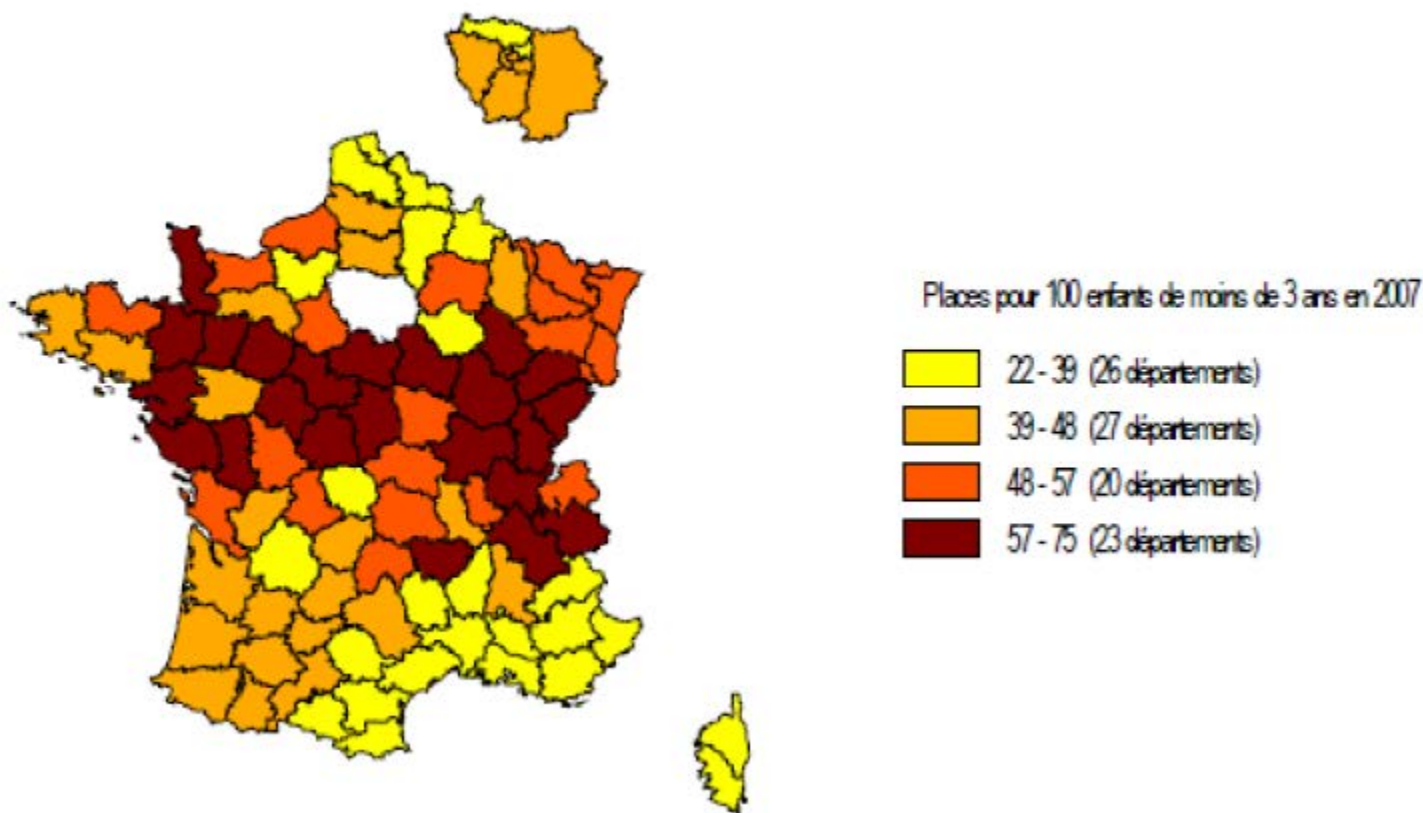 Places pour 100 enfants de moins de 3 ans en 2007
22 - 39 (26 départements)
39 - 48 (27 départements)
48 - 57 (20 départements)
57 - 75 (23 départements)